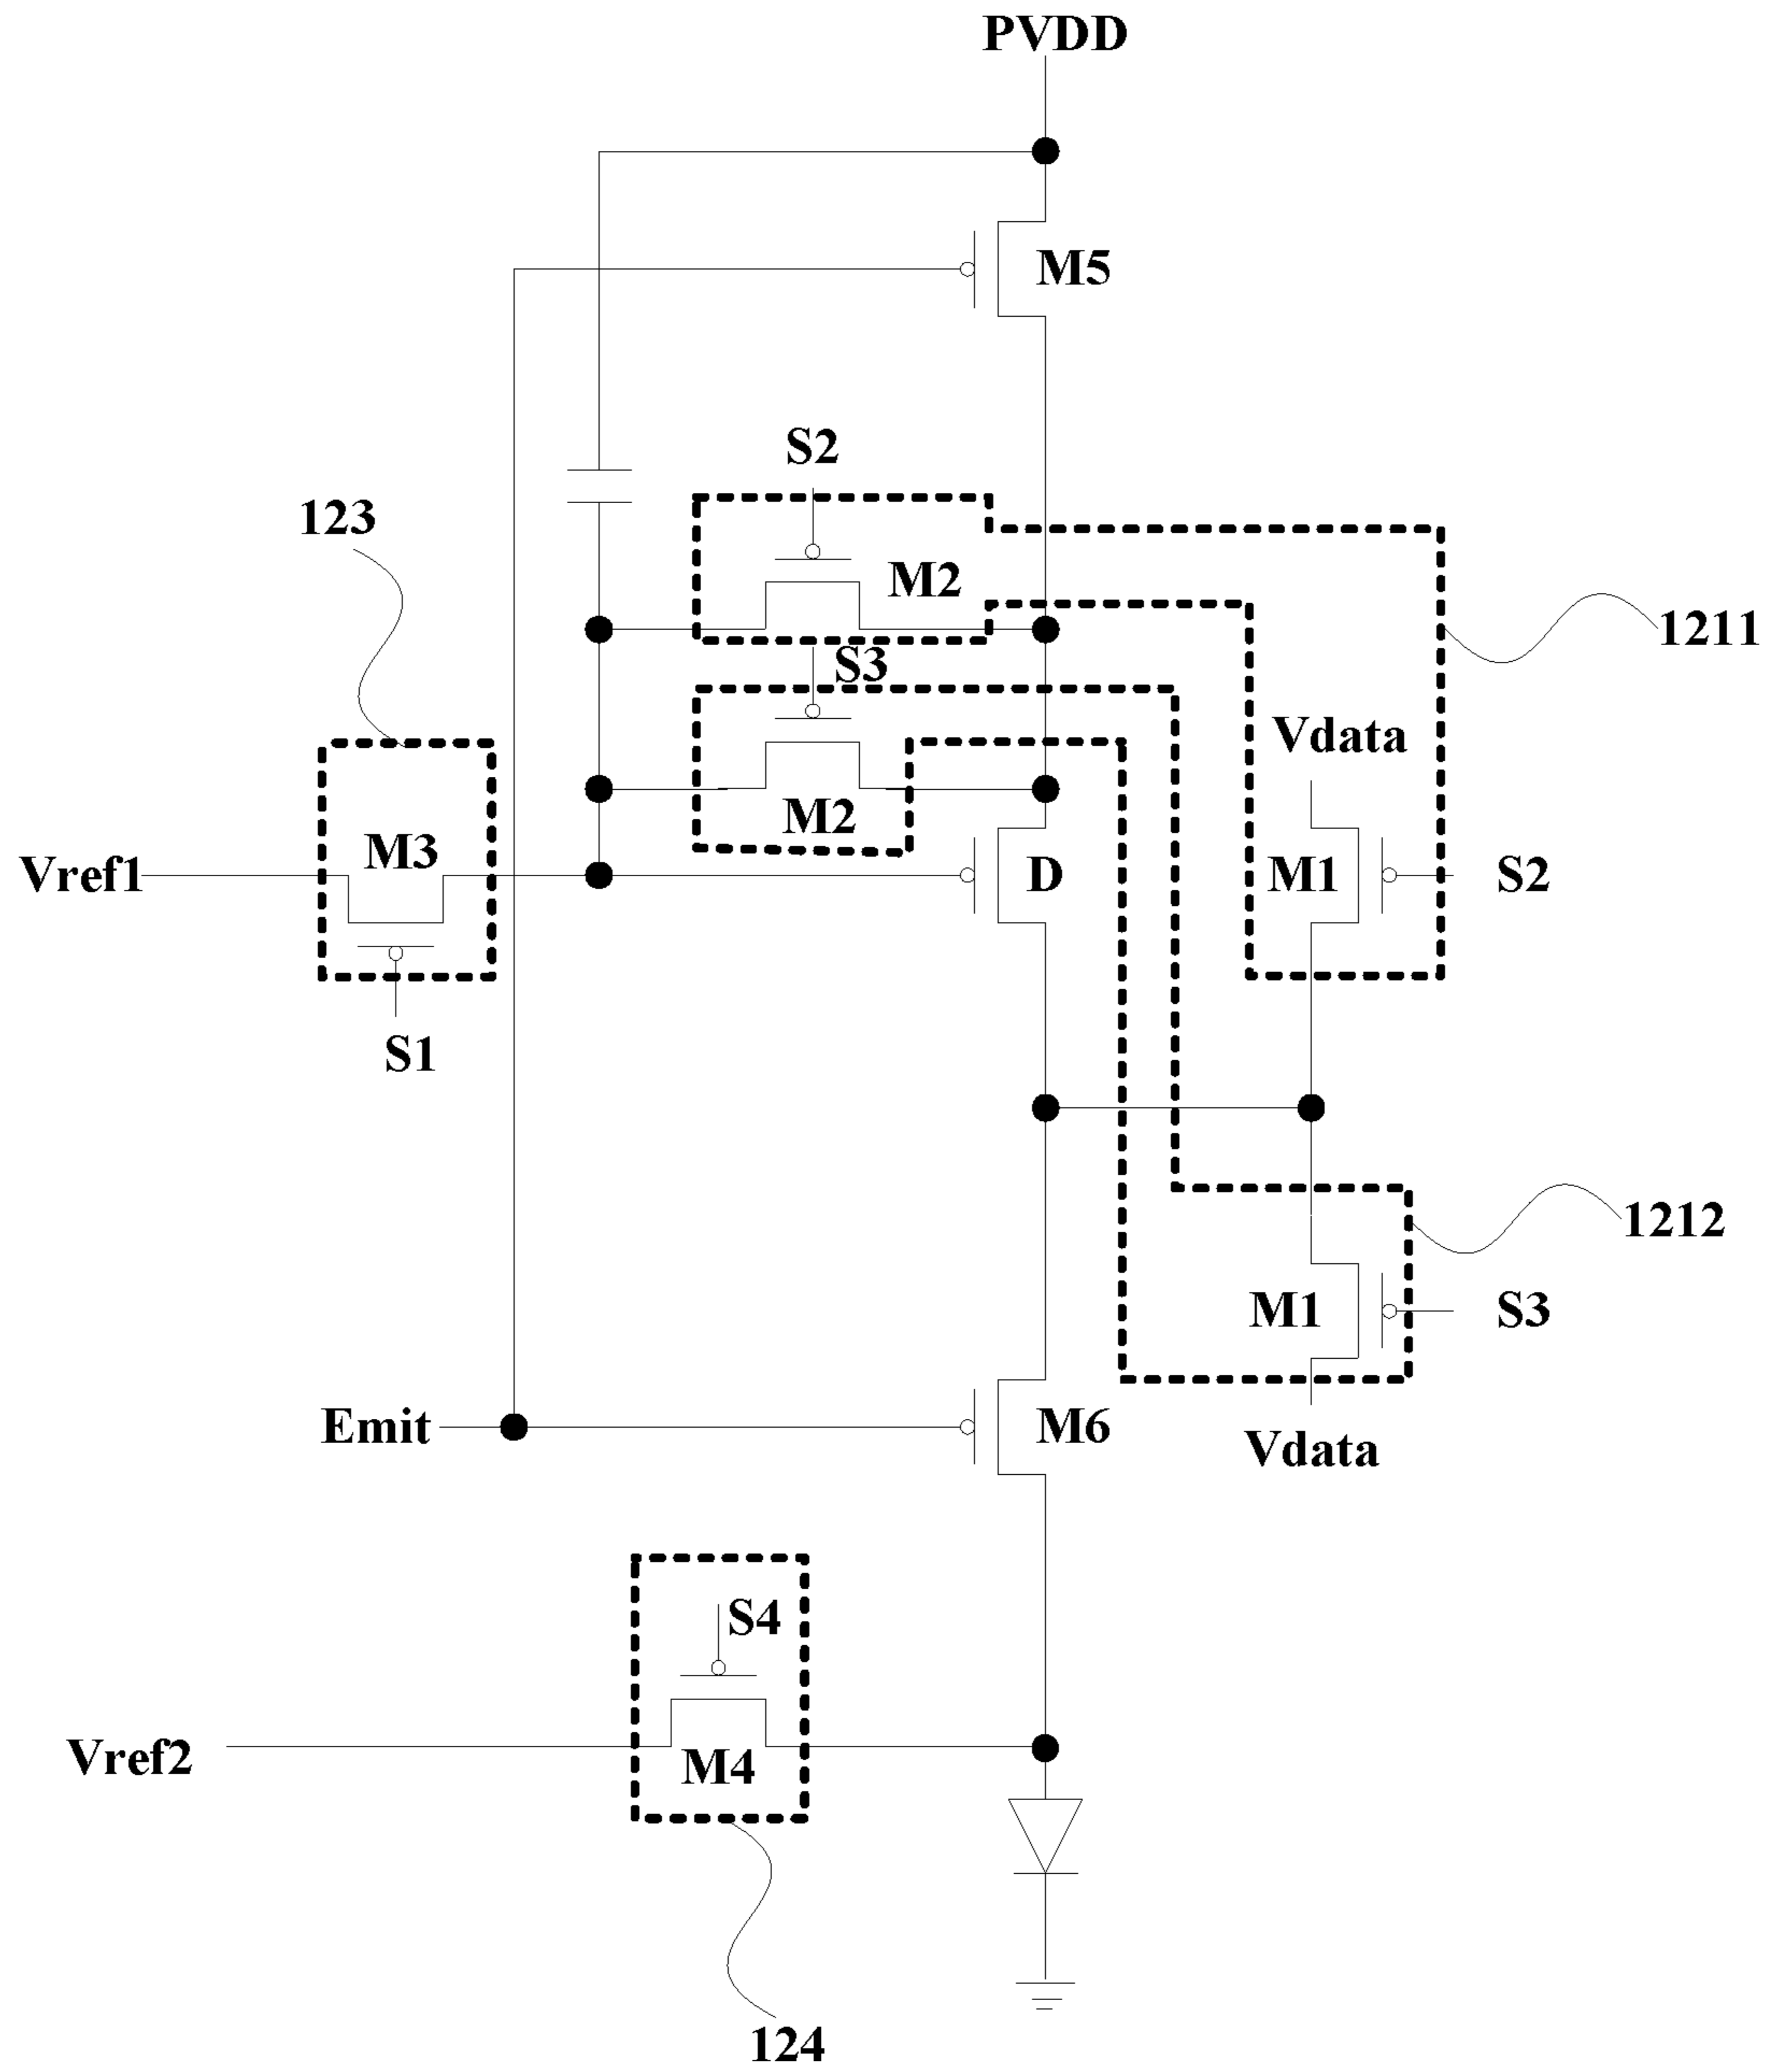 PVDD
M5
S2
123
M2
1211
S3
Vdata
M2
M3
Vref1
D
M1
S2
S1
1212
M1
S3
Emit
M6
Vdata
S4
Vref2
M4
124